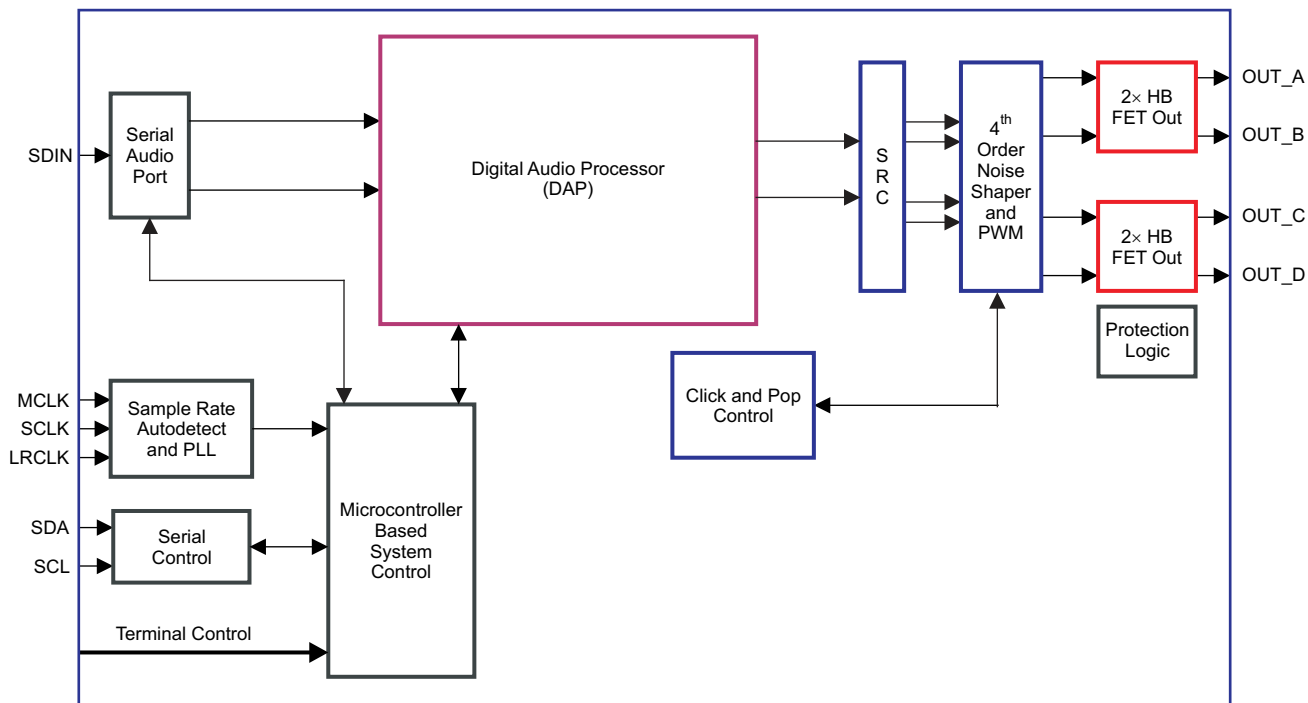 SDIN
Serial
Audio
Port
Digital Audio Processor
(DAP)
S
R
C
4th
Order
Noise
Shaper
and
PWM
2× HB
FET Out
OUT_A
OUT_B
2× HB
FET Out
OUT_C
OUT_D
Protection
Logic
Click and Pop
Control
MCLK
SCLK
LRCLK
Sample Rate
Autodetect
and PLL
SDA
SCL
Serial
Control
Microcontroller
Based
System
Control
Terminal Control